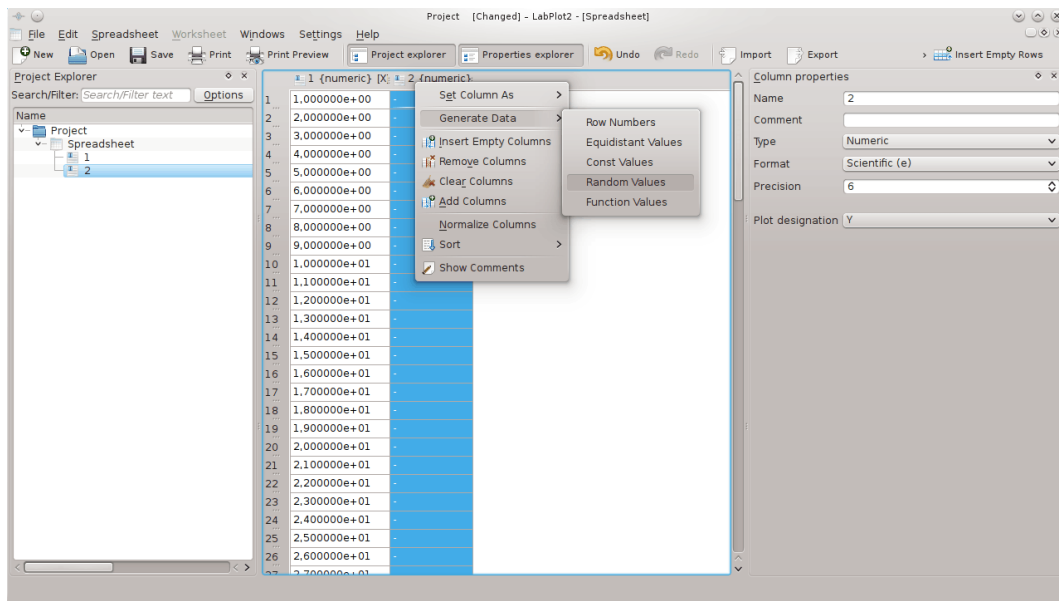 Project [Changed] – LabPlot2 - [Spreadsheet]
File Edit Spreadsheet Worksheet Windows Settings Help
New Open Save Print Print Preview Project explorer Properties explorer Undo Redo Import Export Insert Empty Rows
Project Explorer
Search/Filter: Search/Filter text Options
Name
Project
Spreadsheet
1
2
1 {numeric} [X] 2 {numeric}
1 1,000000e+00 -
2 2,000000e+00
3 3,000000e+00
4 4,000000e+00
5 5,000000e+00
6 6,000000e+00
7 7,000000e+00
8 8,000000e+00
9 9,000000e+00
10 1,000000e+01 -
11 1,100000e+01 -
12 1,200000e+01 -
13 1,300000e+01 -
14 1,400000e+01 -
15 1,500000e+01 -
16 1,600000e+01 -
17 1,700000e+01 -
18 1,800000e+01 -
19 1,900000e+01 -
20 2,000000e+01 -
21 2,100000e+01 -
22 2,200000e+01 -
23 2,300000e+01 -
24 2,400000e+01 -
25 2,500000e+01 -
26 2,600000e+01 -
27 2,700000e+01
Set Column As
Generate Data
Insert Empty Columns
Remove Columns
Clear Columns
Add Columns
Normalize Columns
Sort
Show Comments
Row Numbers
Equidistant Values
Const Values
Random Values
Function Values
Column properties
Name 2
Comment
Type Numeric
Format Scientific (e)
Precision 6
Plot designation Y